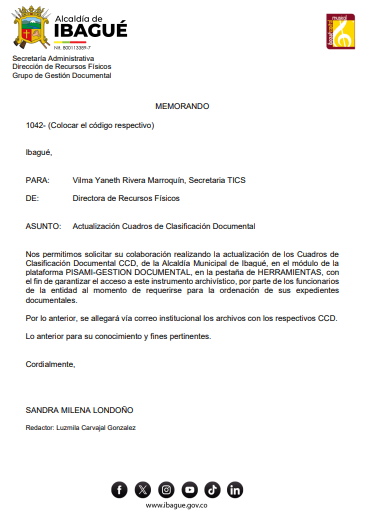 Alcaldía de
IBAGUÉ
Nit. 800113389-7
Secretaría Administrativa
Dirección de Recursos Físicos
Grupo de Gestión Documental
MEMORANDO
1042- (Colocar el código respectivo)
Ibagué,
PARA: Vilma Yaneth Rivera Marroquín, Secretaria TICS
DE: Directora de Recursos Físicos
ASUNTO: Actualización Cuadros de Clasificación Documental
Nos permitimos solicitar su colaboración realizando la actualización de los Cuadros de
Clasificación Documental CCD, de la Alcaldía Municipal de Ibagué, en el módulo de la
plataforma PISAMI-GESTION DOCUMENTAL, en la pestaña de HERRAMIENTAS, con
el fin de garantizar el acceso a este instrumento archivístico, por parte de los funcionarios
de la entidad al momento de requerirse para la ordenación de sus expedientes
documentales.
Por lo anterior, se allegará vía correo institucional los archivos con los respectivos CCD.
Lo anterior para su conocimiento y fines pertinentes.
Cordialmente,
SANDRA MILENA LONDOÑO
Redactor: Luzmila Carvajal Gonzalez
www.ibague.gov.co